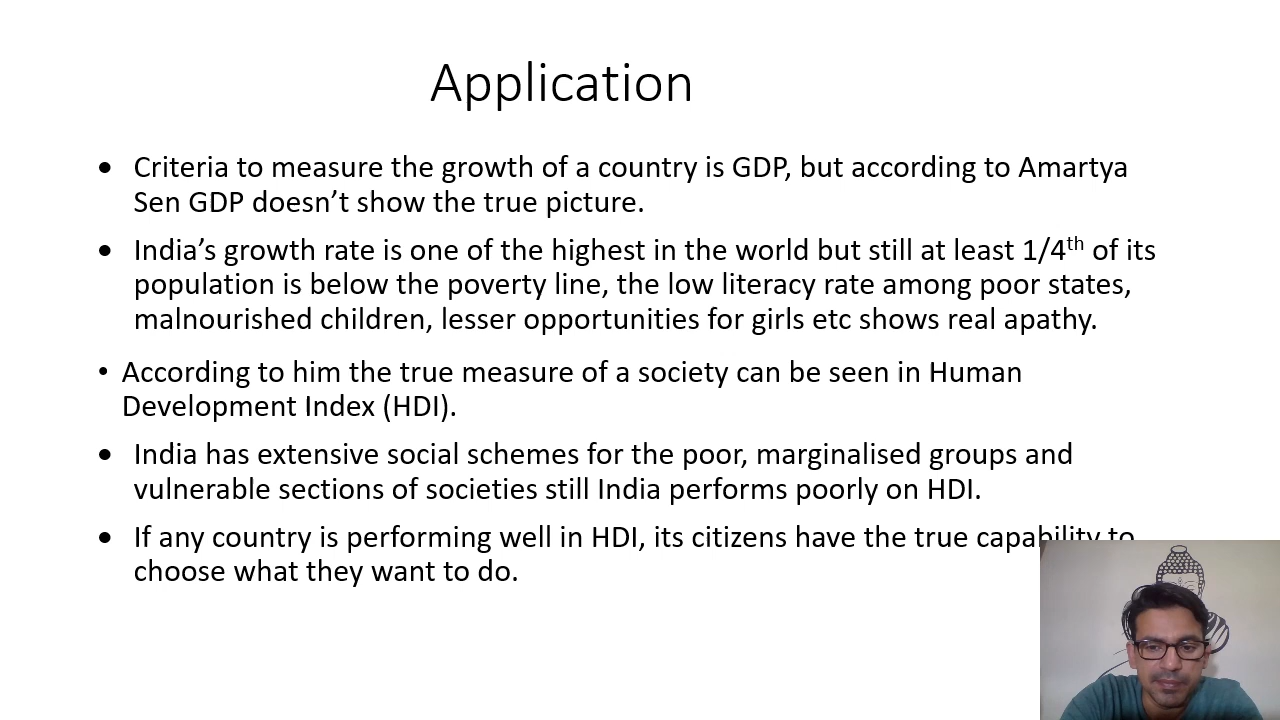 Application
• Criteria to measure the growth of a country is GDP, but according to Amartya
Sen GDP doesn’t show the true picture.
• India’s growth rate is one of the highest in the world but still at least 1/4th of its
population is below the poverty line, the low literacy rate among poor states,
malnourished children, lesser opportunities for girls etc shows real apathy.
• According to him the true measure of a society can be seen in Human
Development Index (HDI).
• India has extensive social schemes for the poor, marginalised groups and
vulnerable sections of societies still India performs poorly on HDI.
• If any country is performing well in HDI, its citizens have the true capability to
choose what they want to do.